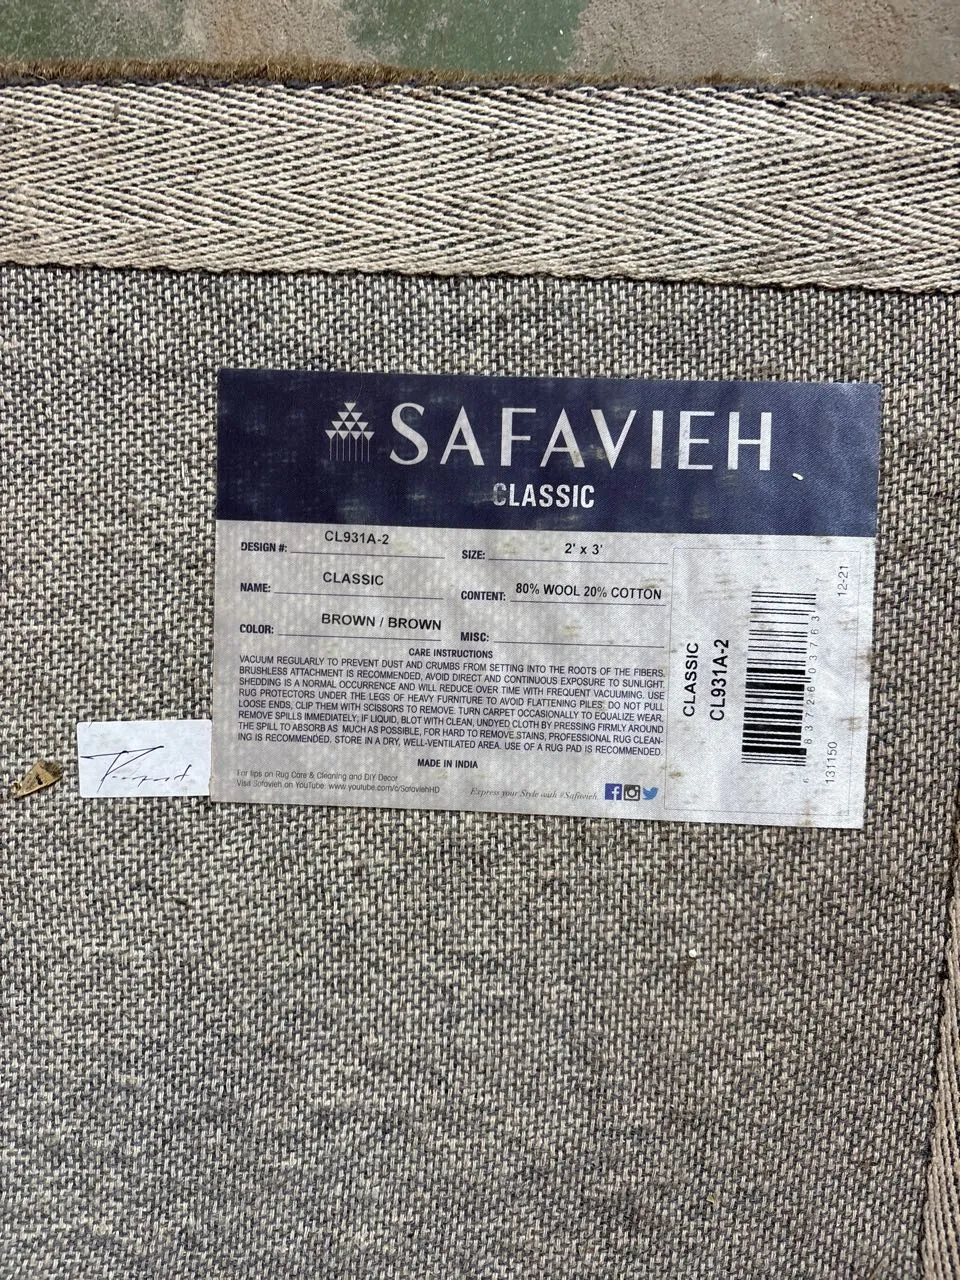 SAFAVIEH
CLASSIC
DESIGN #: CL931A-2
SIZE: 2' x 3'
NAME: CLASSIC
CONTENT: 80% WOOL 20% COTTON
COLOR: BROWN / BROWN
MISC:
CARE INSTRUCTIONS
VACUUM REGULARLY TO PREVENT DUST AND CRUMBS FROM SETTING INTO THE ROOTS OF THE FIBERS.
BRUSHLESS ATTACHMENT IS RECOMMENDED, AVOID DIRECT AND CONTINUOUS EXPOSURE TO SUNLIGHT.
SHEDDING IS A NORMAL OCCURRENCE AND WILL REDUCE OVER TIME WITH FREQUENT VACUUMING. USE
RUG PROTECTORS UNDER THE LEGS OF HEAVY FURNITURE TO AVOID FLATTENING PILES. DO NOT PULL
LOOSE ENDS, CLIP THEM WITH SCISSORS TO REMOVE. TURN CARPET OCCASIONALLY TO EQUALIZE WEAR,
REMOVE SPILLS IMMEDIATELY; IF LIQUID, BLOT WITH CLEAN, UNDYED CLOTH BY PRESSING FIRMLY AROUND
THE SPILL TO ABSORB AS MUCH AS POSSIBLE, FOR HARD TO REMOVE STAINS, PROFESSIONAL RUG CLEAN-
ING IS RECOMMENDED. STORE IN A DRY, WELL-VENTILATED AREA. USE OF A RUG PAD IS RECOMMENDED.
MADE IN INDIA
For tips on Rug Care & Cleaning and DIY Decor
Visit Safavieh on YouTube: www.youtube.com/c/SafaviehHD
Express your Style with #Safavieh
CLASSIC
CL931A-2
6 83726 03763 7
131150
12-21